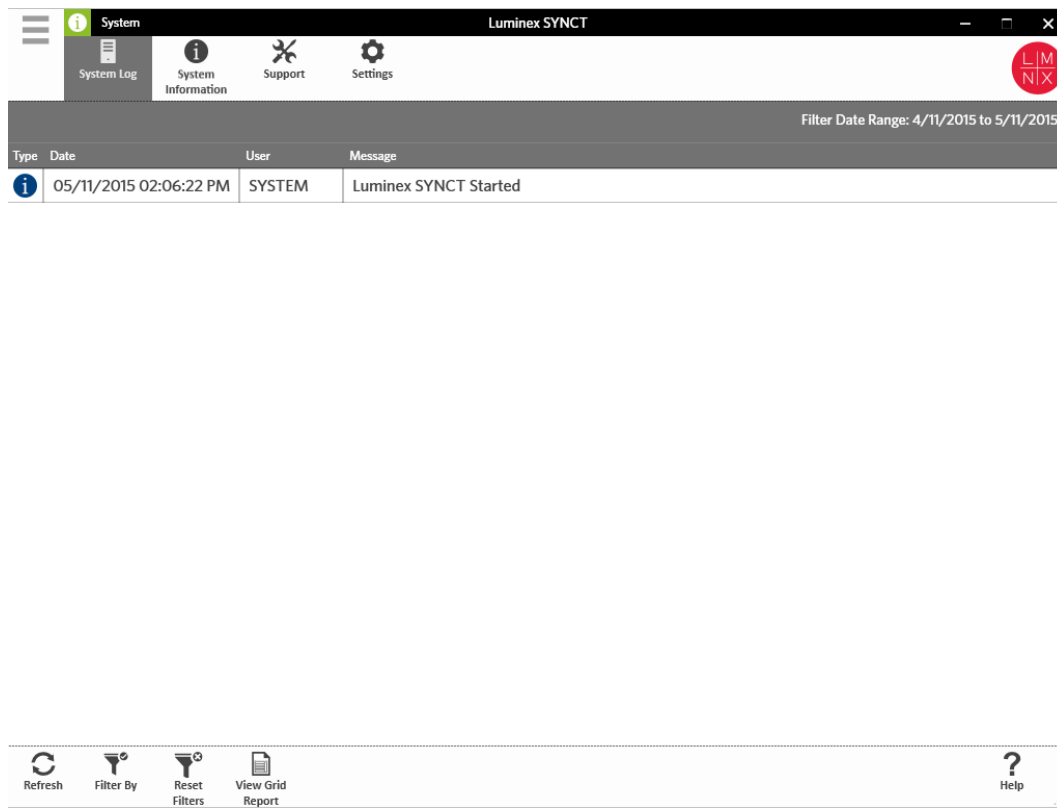 System
Luminex SYNCT
System Log
System
Information
Support
Settings
L M
N X
Filter Date Range: 4/11/2015 to 5/11/2015
Type Date User Message
05/11/2015 02:06:22 PM SYSTEM Luminex SYNCT Started
Refresh
Filter By
Reset
Filters
View Grid
Report
Help